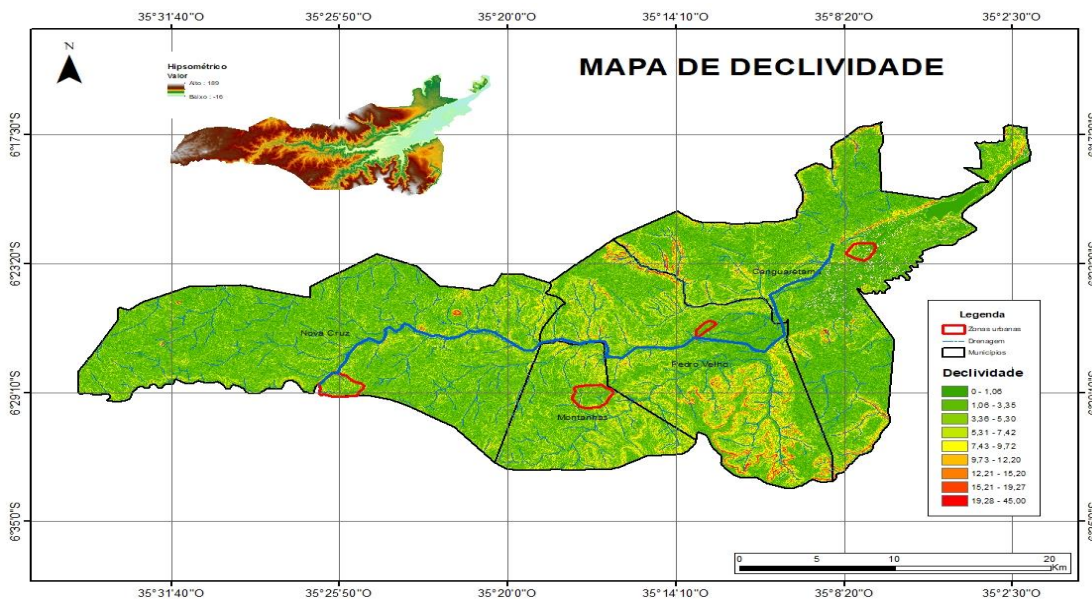 35°31'40"O 35°25'50"O 35°20'0"O 35°14'10"O 35°8'20"O 35°2'30"O
N
MAPA DE DECLIVIDADE
Hipsométrico
Valor
Alto : 189
Baixo : -16
6°17'30"S
6°23'20"S
6°29'10"S
6°35'0"S
Canguaretama
Nova Cruz
Pedro Velho
Montanhas
Legenda
Zonas urbanas
Drenagem
Municípios
Declividade
0 - 1,06
1,06 - 3,35
3,36 - 5,30
5,31 - 7,42
7,43 - 9,72
9,73 - 12,20
12,21 - 15,20
15,21 - 19,27
19,28 - 45,00
0 5 10 20
Km
35°31'40"O 35°25'50"O 35°20'0"O 35°14'10"O 35°8'20"O 35°2'30"O